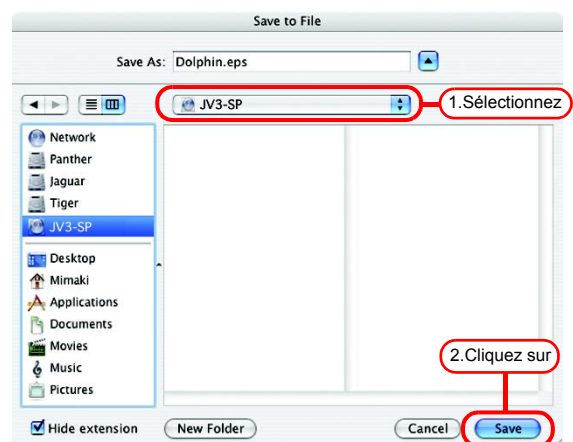 Save to File
Save As: Dolphin.eps
JV3-SP
1.Sélectionnez
Network
Panther
Jaguar
Tiger
JV3-SP
Desktop
Mimaki
Applications
Documents
Movies
Music
Pictures
2.Cliquez sur
Hide extension New Folder Cancel Save